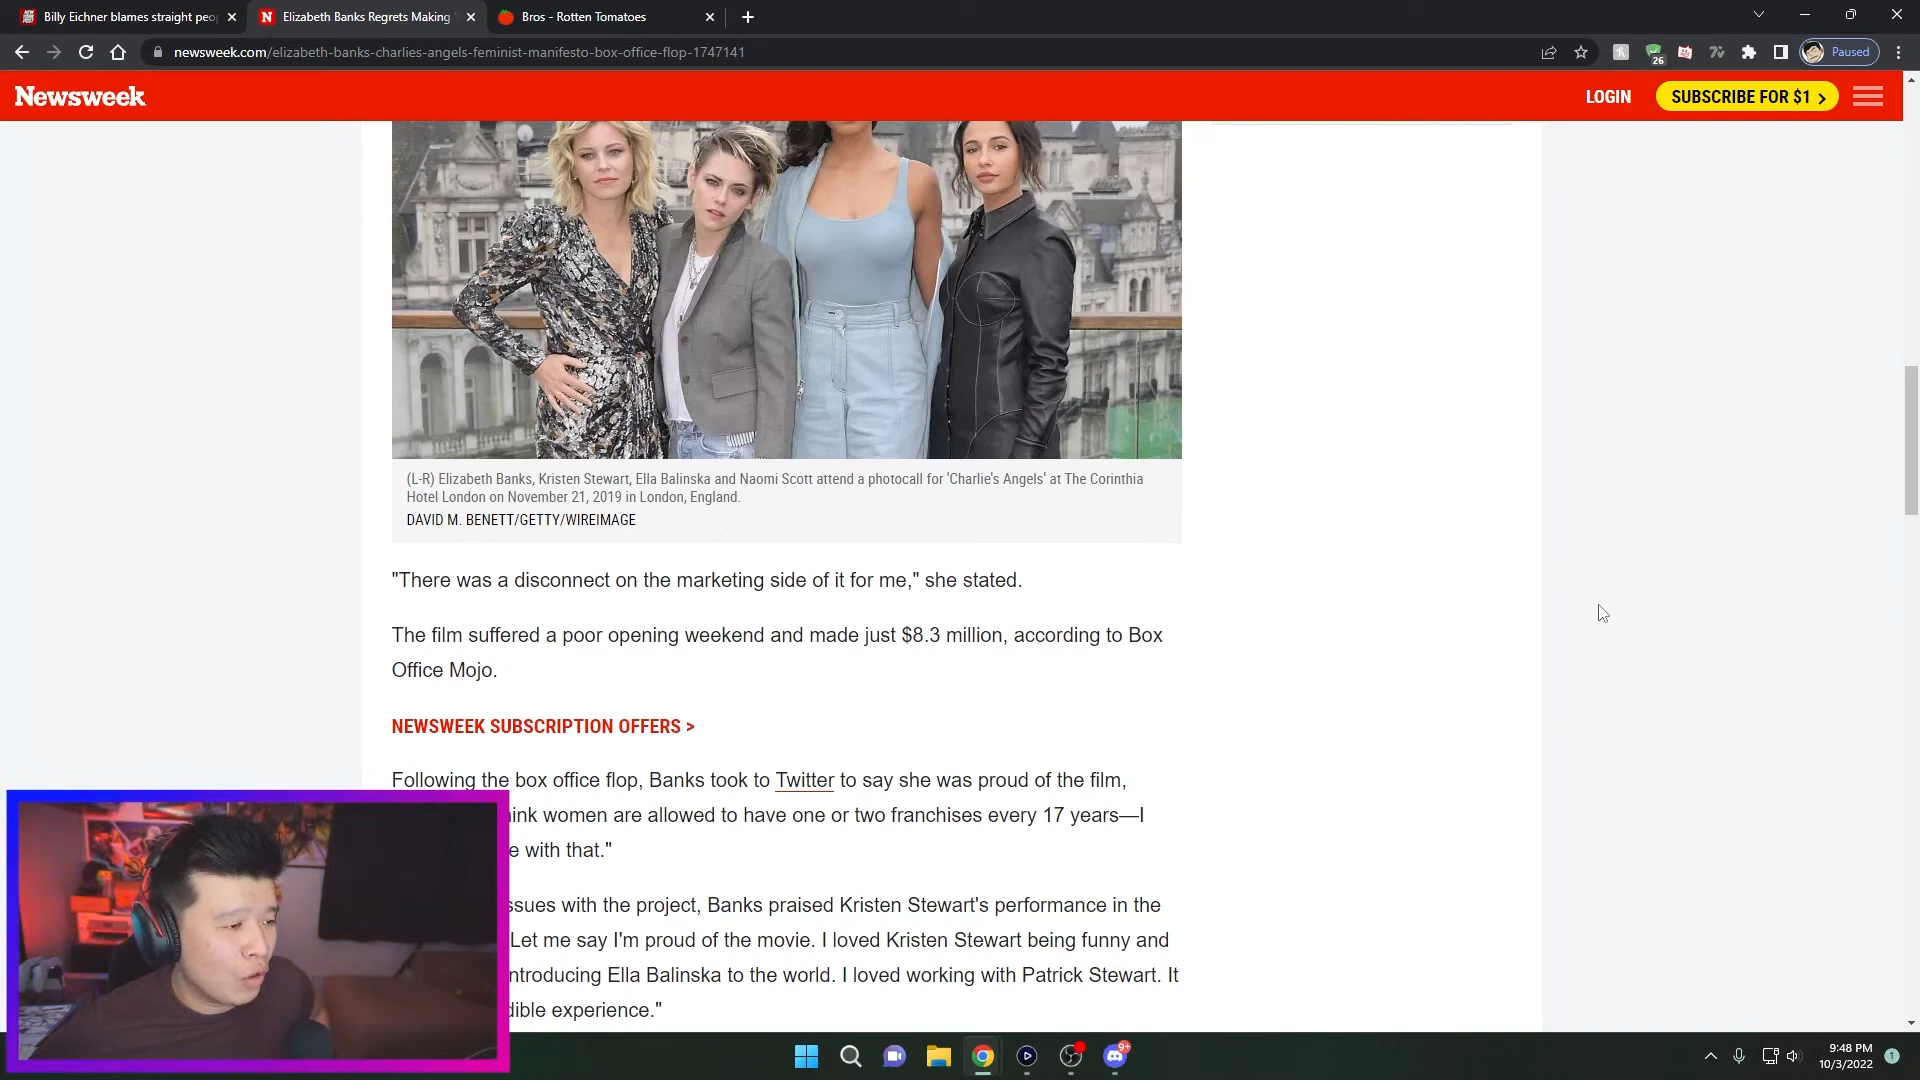 Billy Eichner blames straight peop
Elizabeth Banks Regrets Making
Bros - Rotten Tomatoes
newsweek.com/elizabeth-banks-charlies-angels-feminist-manifesto-box-office-flop-1747141
26
Paused
Newsweek
LOGIN
SUBSCRIBE FOR $1 >
(L-R) Elizabeth Banks, Kristen Stewart, Ella Balinska and Naomi Scott attend a photocall for 'Charlie's Angels' at The Corinthia
Hotel London on November 21, 2019 in London, England.
DAVID M. BENETT/GETTY/WIREIMAGE
"There was a disconnect on the marketing side of it for me," she stated.
The film suffered a poor opening weekend and made just $8.3 million, according to Box
Office Mojo.
NEWSWEEK SUBSCRIPTION OFFERS >
Following the box office flop, Banks took to Twitter to say she was proud of the film,
ink women are allowed to have one or two franchises every 17 years—I
e with that."
ssues with the project, Banks praised Kristen Stewart's performance in the
Let me say I'm proud of the movie. I loved Kristen Stewart being funny and
ntroducing Ella Balinska to the world. I loved working with Patrick Stewart. It
dible experience."
9+
9:48 PM
10/3/2022
1